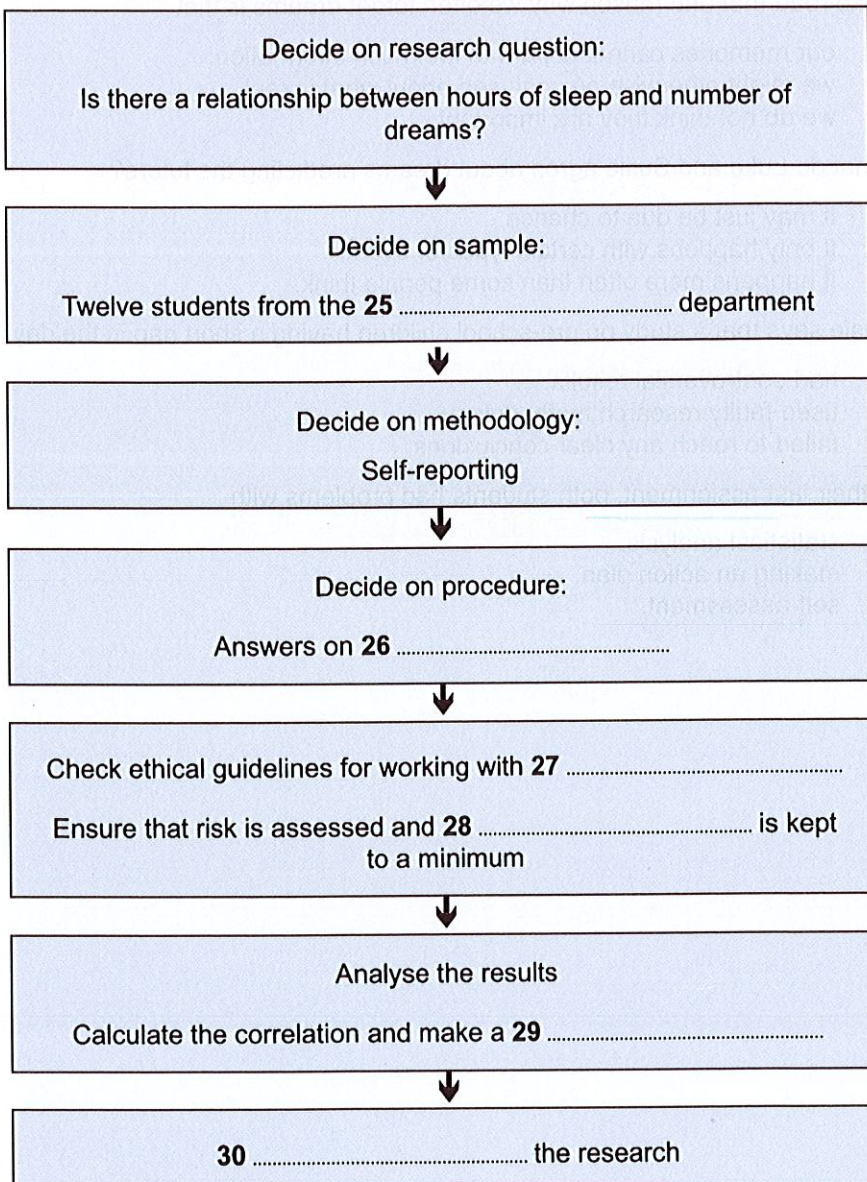 Decide on research question:
Is there a relationship between hours of sleep and number of
dreams?
Decide on sample:
Twelve students from the 25 .......................................................... department
Decide on methodology:
Self-reporting
Decide on procedure:
Answers on 26 ..........................................................
Check ethical guidelines for working with 27 ..........................................................
Ensure that risk is assessed and 28 .......................................................... is kept
to a minimum
Analyse the results
Calculate the correlation and make a 29 ..........................................................
30 .......................................................... the research